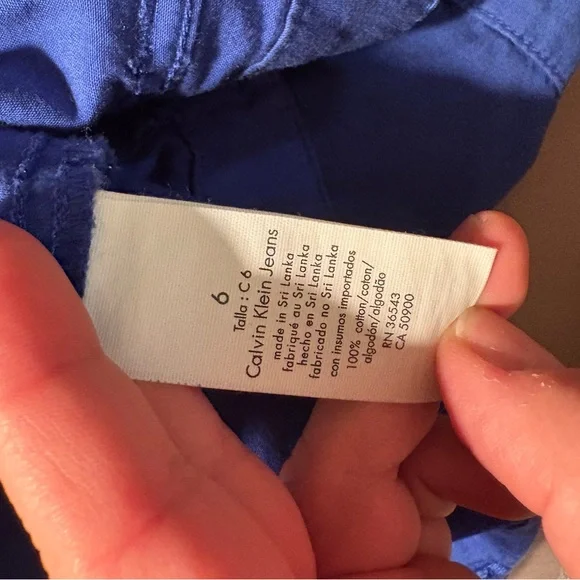 6
Talla : C 6
Calvin Klein Jeans
made in Sri Lanka
fabriqué au Sri Lanka
hecho en Sri Lanka
fabricado no Sri Lanka
con insumos importados
100% cotton/coton/
algodón/algodão
RN 36543
CA 50900